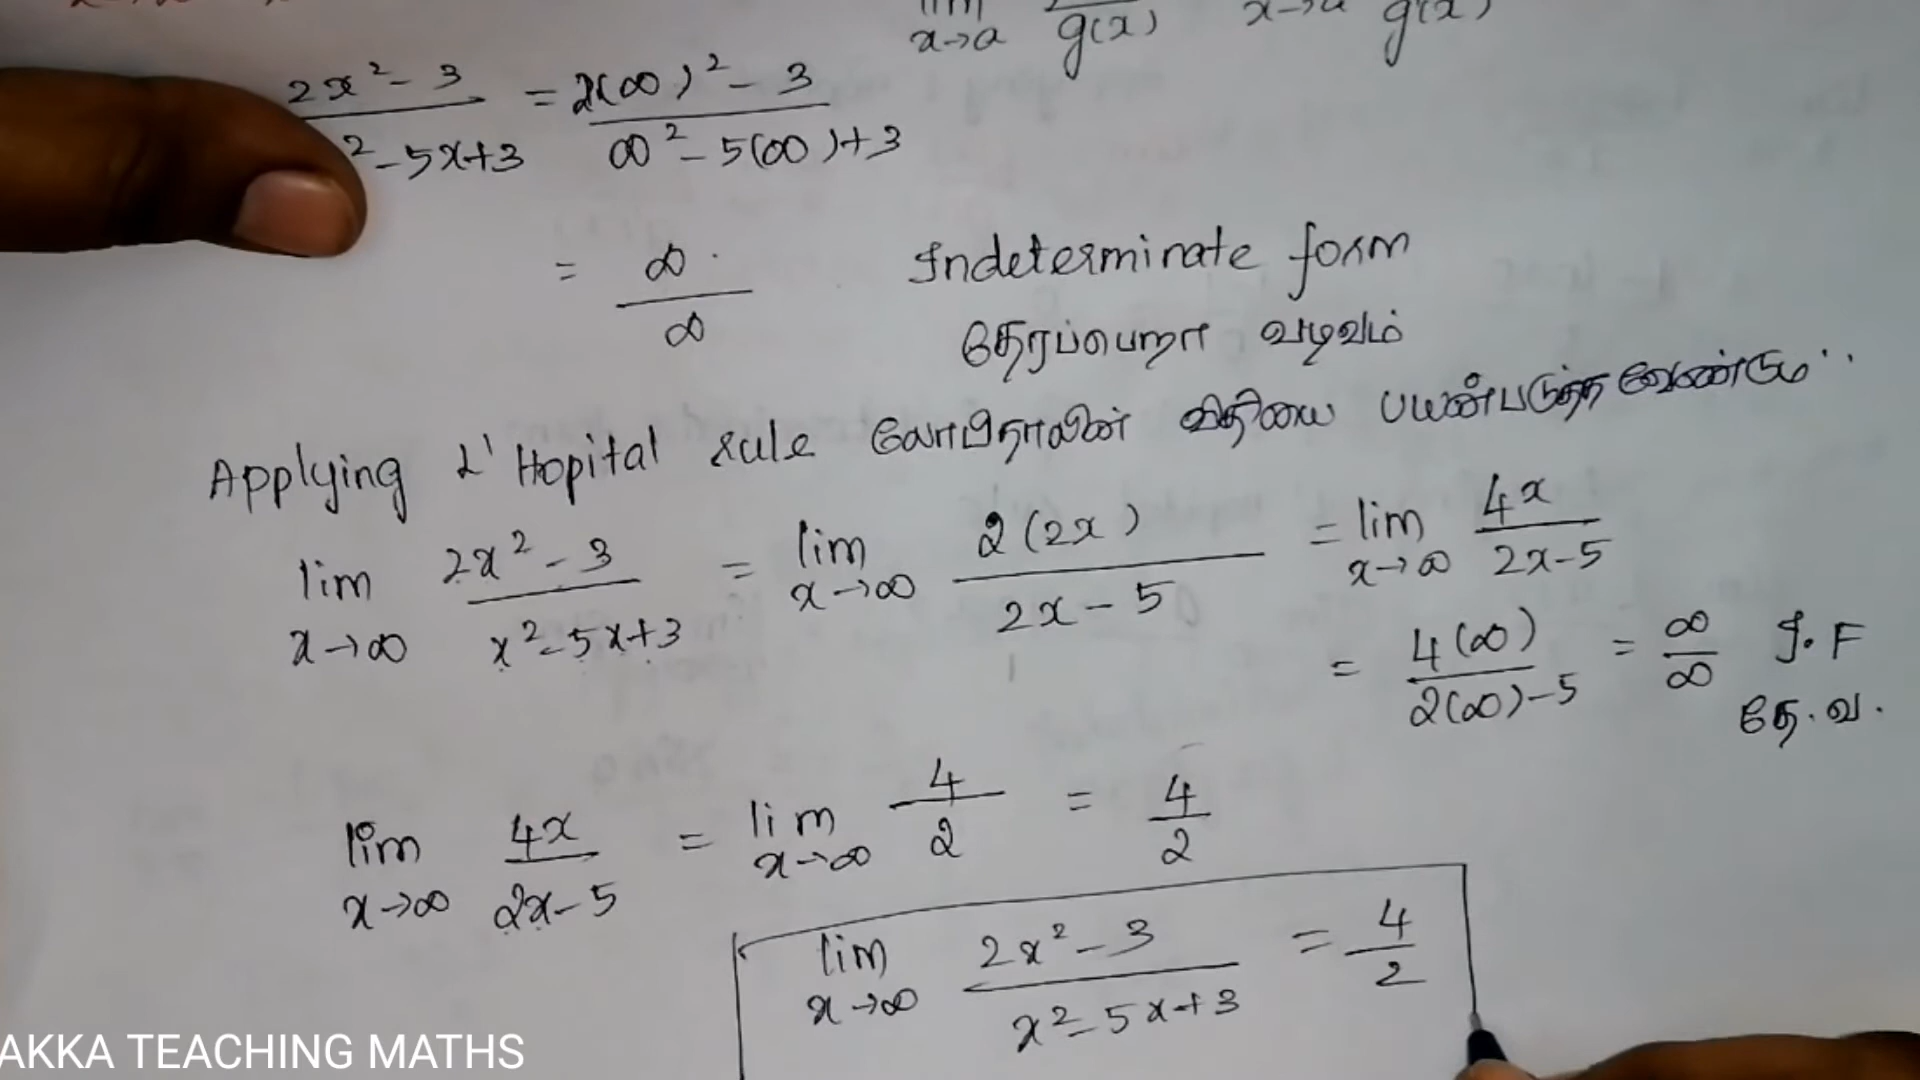 lim x→a g(x) x→a g(x)
2x² - 3 = 2(∞)² - 3
² - 5x+3 ∞² - 5(∞)+3
= ∞ Indeterminate form
∞ தேரப்பெறா வடிவம்
Applying L' Hopital rule லோபிதாலின் விதியை பயன்படுத்த வேண்டும்
lim 2x² - 3 = lim 2(2x) = lim 4x
x→∞ x² - 5x+3 x→∞ 2x - 5 x→∞ 2x-5
= 4(∞) = ∞ I.F
2(∞)-5 ∞ தே.வ.
lim 4x = lim 4 = 4
x→∞ 2x-5 x→∞ 2 2
lim 2x² - 3 = 4
x→∞ x² - 5x+3 2
AKKA TEACHING MATHS